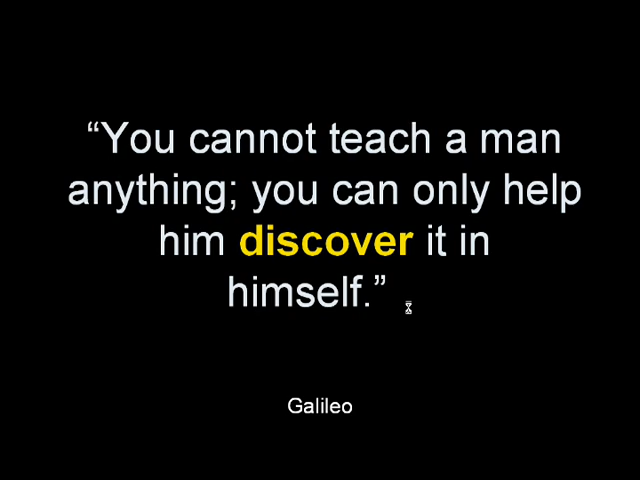 “You cannot teach a man
anything; you can only help
him discover it in
himself.”
Galileo